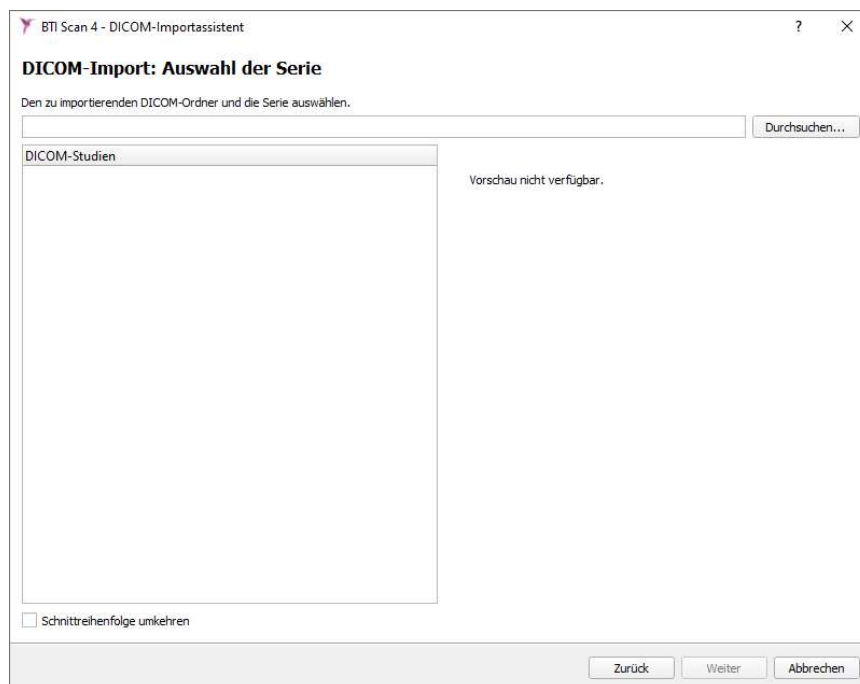 BTI Scan 4 - DICOM-Importassistent
DICOM-Import: Auswahl der Serie
Den zu importierenden DICOM-Ordner und die Serie auswählen.
Durchsuchen...
DICOM-Studien
Vorschau nicht verfügbar.
Schnittreihenfolge umkehren
Zurück Weiter Abbrechen